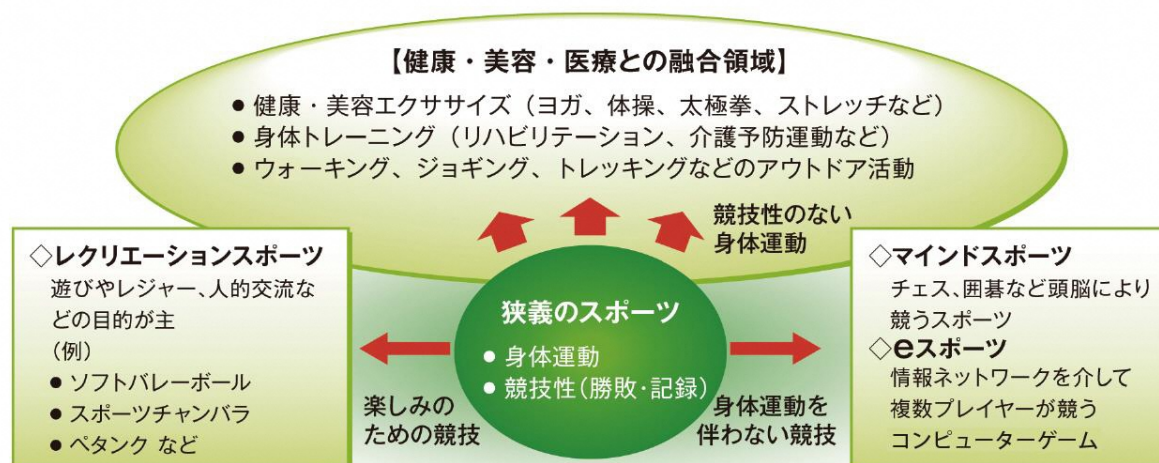 【健康・美容・医療との融合領域】
● 健康・美容エクササイズ（ヨガ、体操、太極拳、ストレッチなど）
● 身体トレーニング（リハビリテーション、介護予防運動など）
● ウォーキング、ジョギング、トレッキングなどのアウトドア活動
競技性のない
身体運動
◇レクリエーションスポーツ
遊びやレジャー、人的交流な
どの目的が主
(例)
● ソフトバレーボール
● スポーツチャンバラ
● ペタンク など
狭義のスポーツ
● 身体運動
● 競技性(勝敗・記録)
楽しみの
ための競技
身体運動を
伴わない競技
◇マインドスポーツ
チェス、囲碁など頭脳により
競うスポーツ
◇eスポーツ
情報ネットワークを介して
複数プレイヤーが競う
コンピューターゲーム